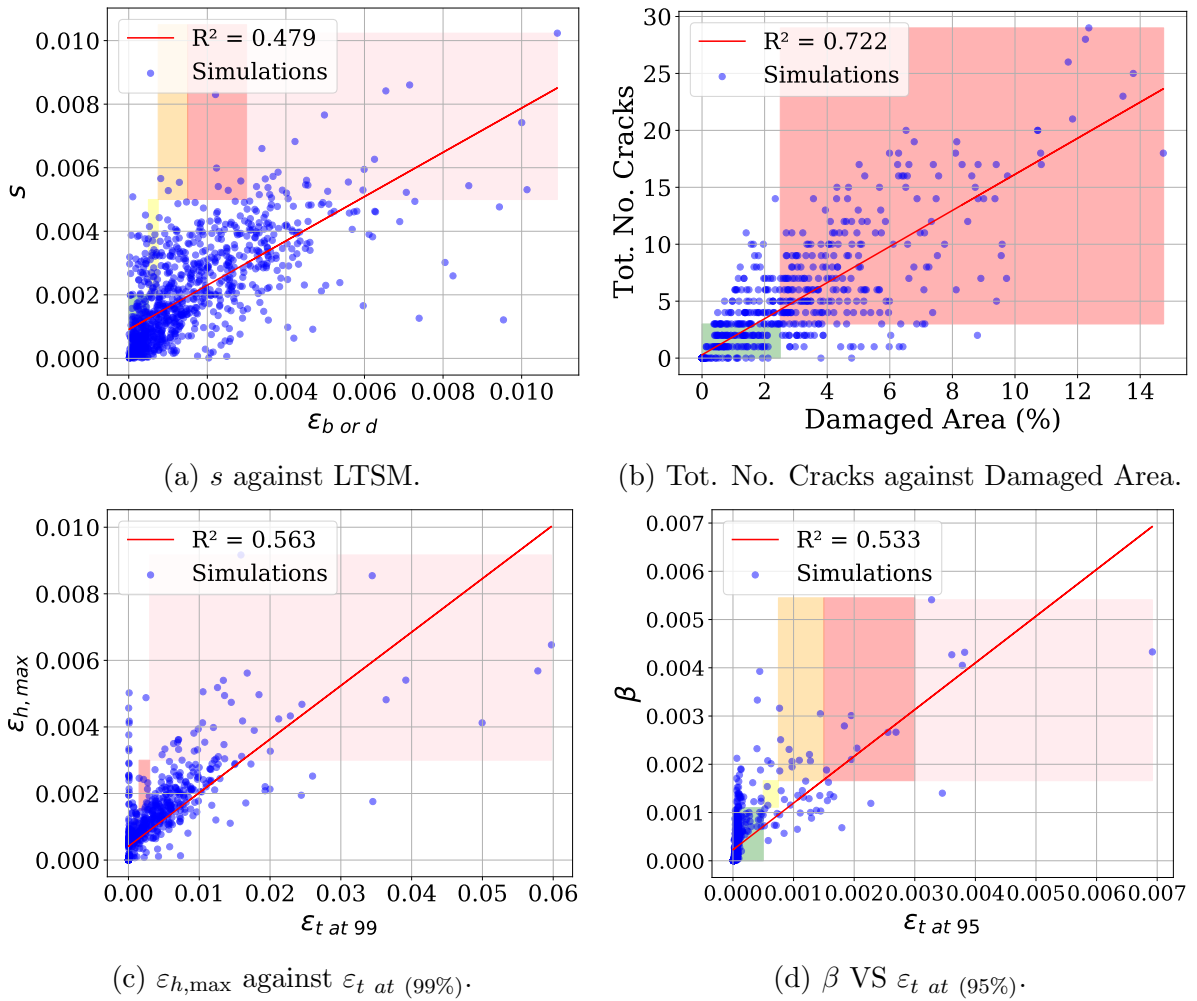 R² = 0.479
Simulations
0.010
0.008
0.006
0.004
0.002
0.000
s
0.000 0.002 0.004 0.006 0.008 0.010
ε_b or d
(a) s against LTSM.
R² = 0.722
Simulations
30
25
20
15
10
5
0
Tot. No. Cracks
0 2 4 6 8 10 12 14
Damaged Area (%)
(b) Tot. No. Cracks against Damaged Area.
R² = 0.563
Simulations
0.010
0.008
0.006
0.004
0.002
0.000
ε_h,max
0.00 0.01 0.02 0.03 0.04 0.05 0.06
ε_t at 99
(c) ε_h,max against ε_t at (99%).
R² = 0.533
Simulations
0.007
0.006
0.005
0.004
0.003
0.002
0.001
0.000
β
0.000 0.001 0.002 0.003 0.004 0.005 0.006 0.007
ε_t at 95
(d) β VS ε_t at (95%).